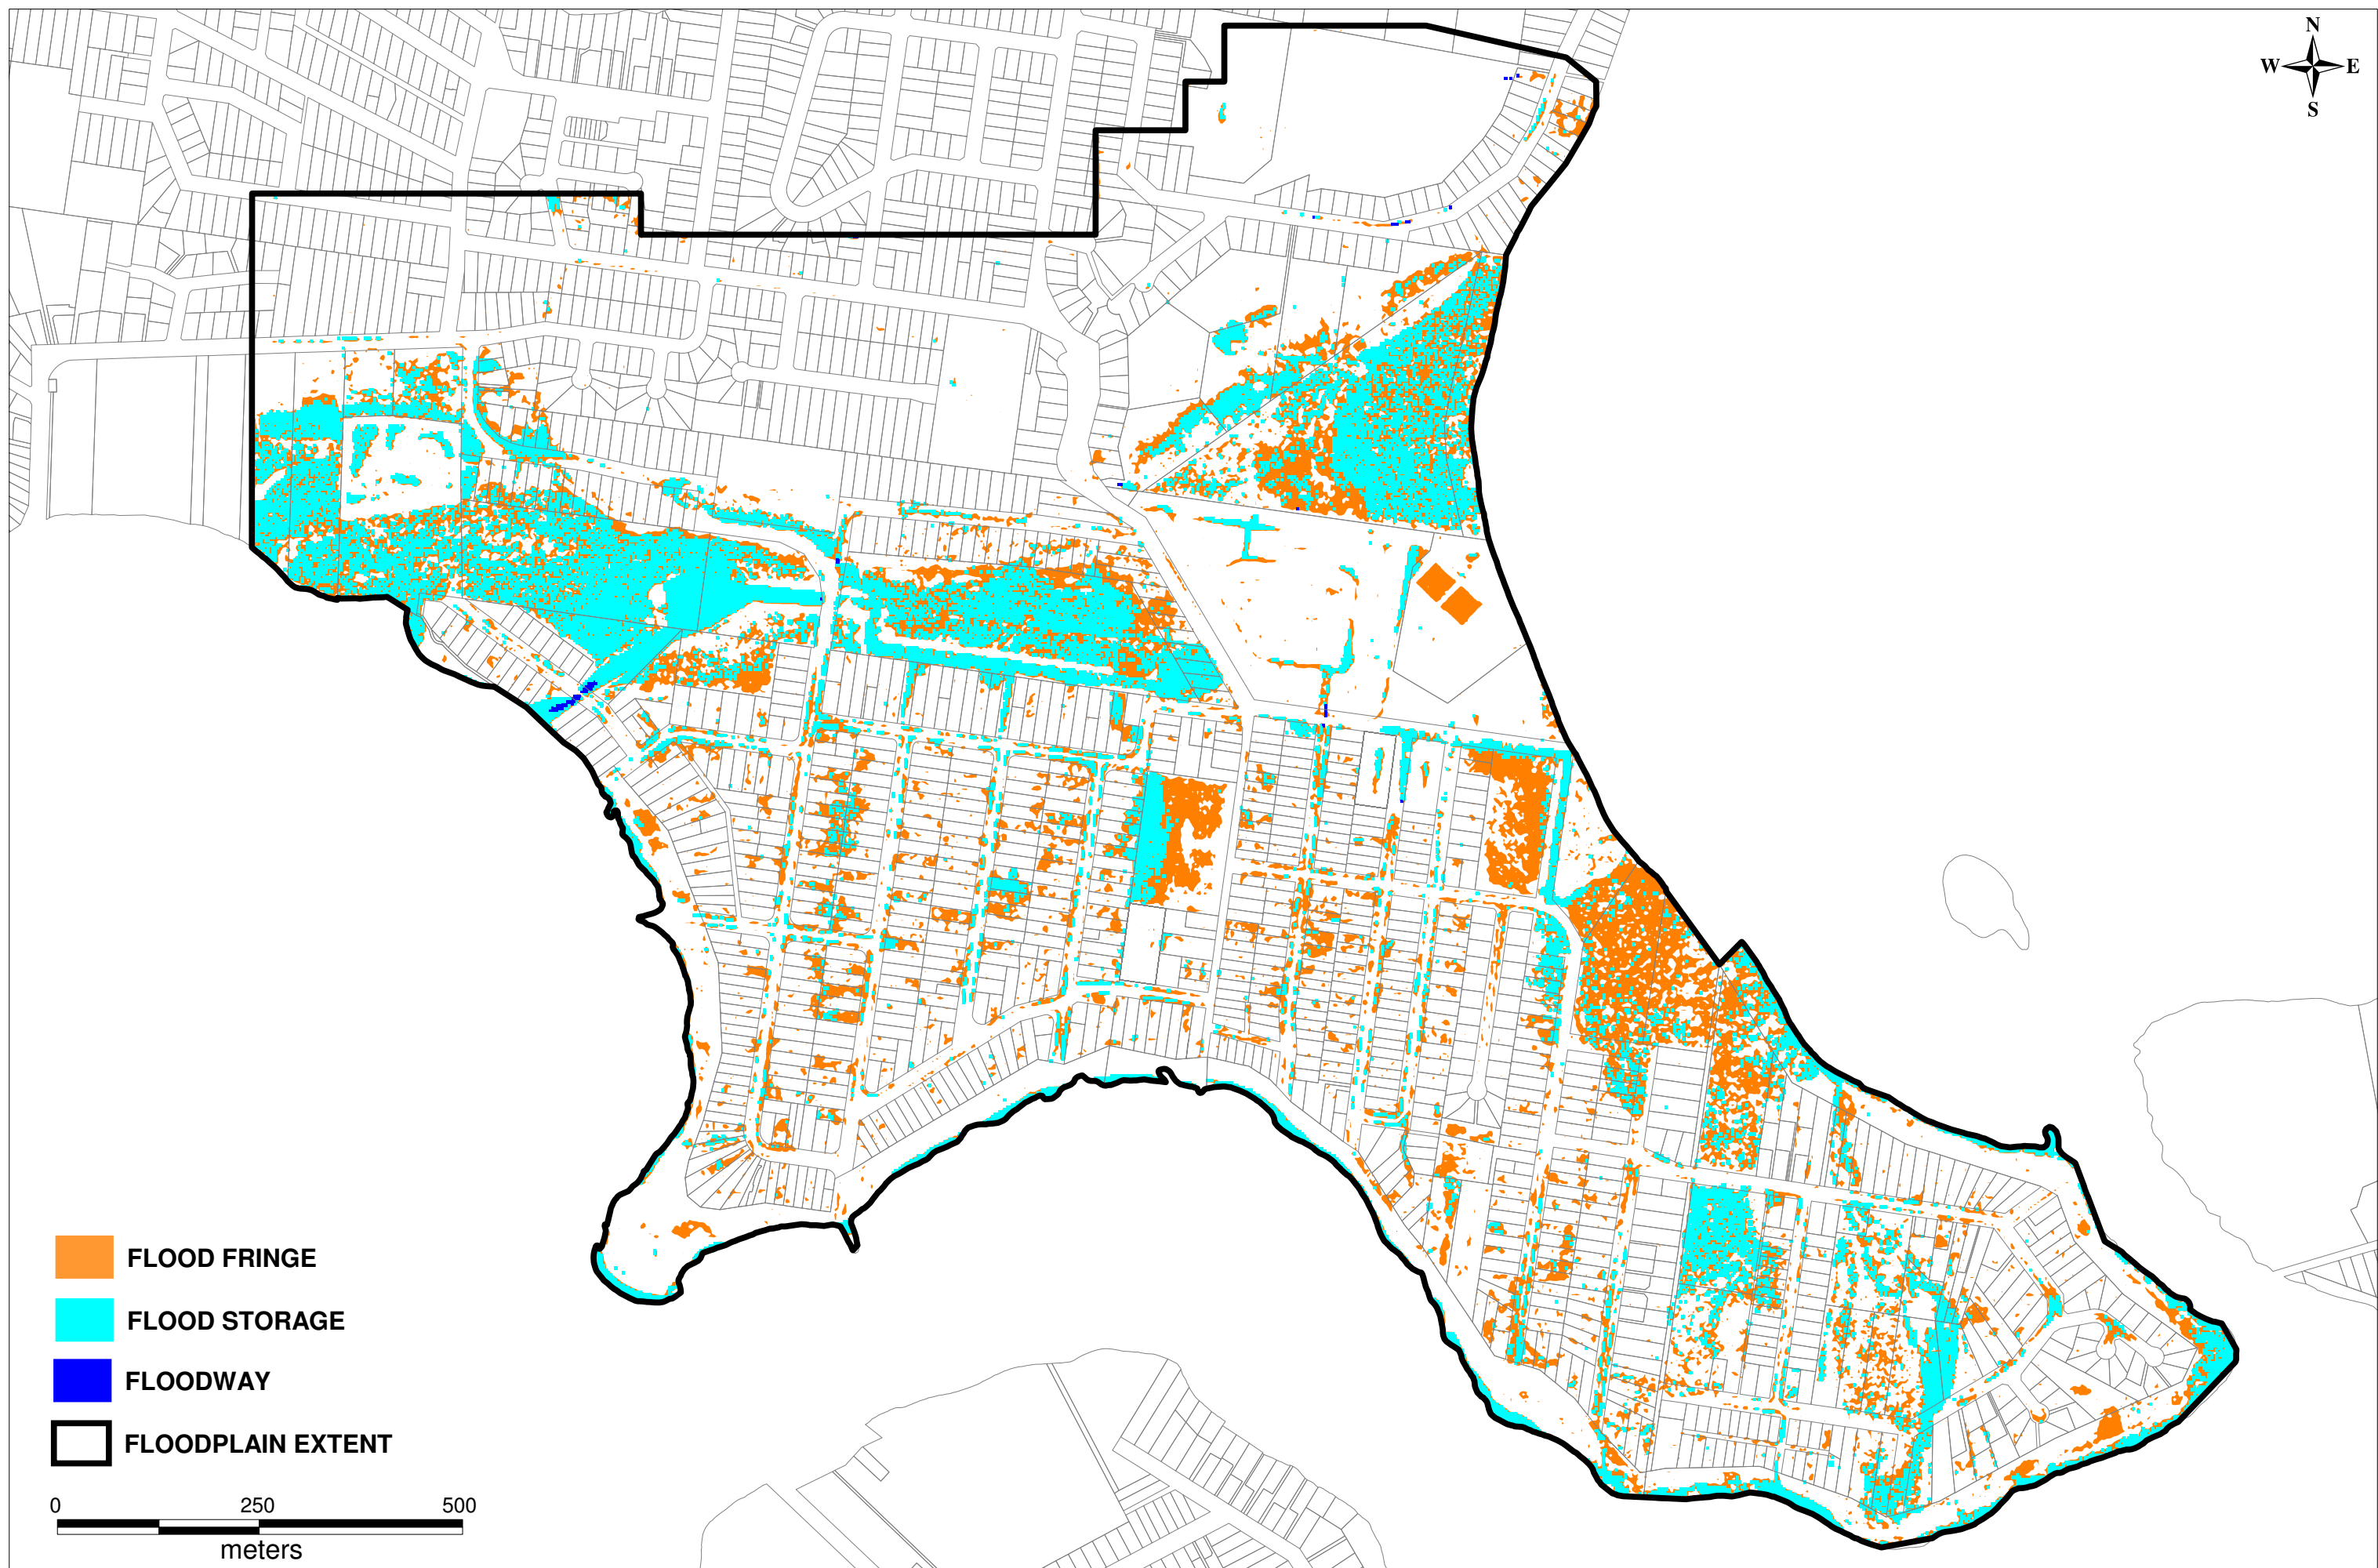 N
W E
S
FLOOD FRINGE
FLOOD STORAGE
FLOODWAY
FLOODPLAIN EXTENT
0 250 500
meters